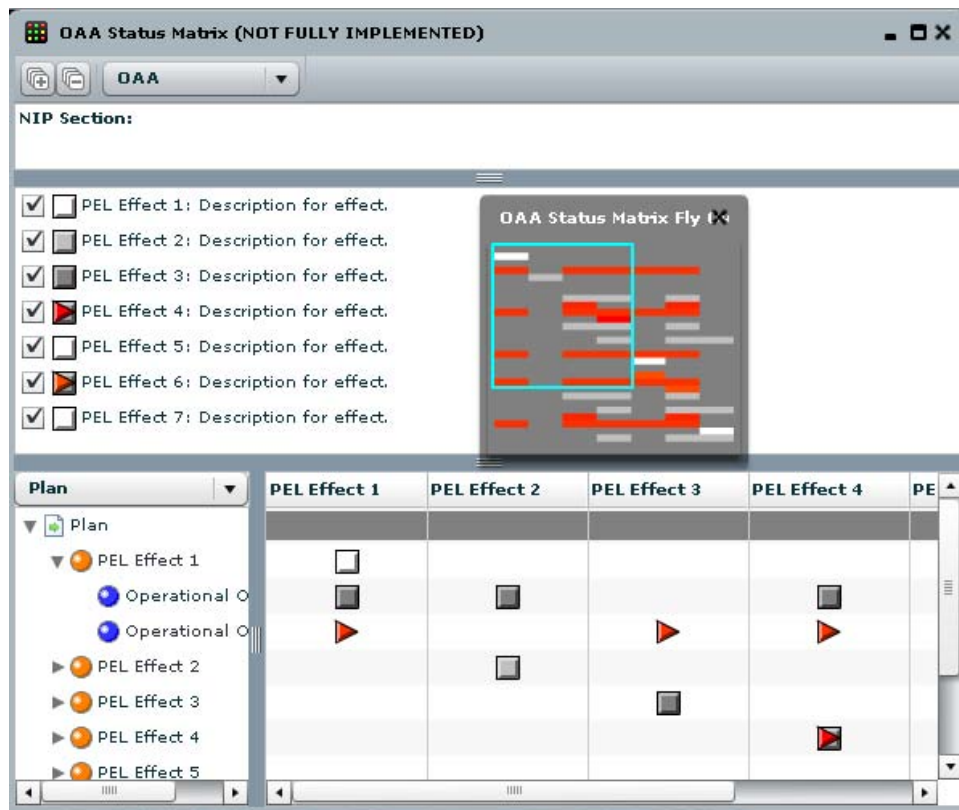 OAA Status Matrix (NOT FULLY IMPLEMENTED)
OAA
NIP Section:
PEL Effect 1: Description for effect.
PEL Effect 2: Description for effect.
PEL Effect 3: Description for effect.
PEL Effect 4: Description for effect.
PEL Effect 5: Description for effect.
PEL Effect 6: Description for effect.
PEL Effect 7: Description for effect.
OAA Status Matrix Fly
Plan
PEL Effect 1
PEL Effect 2
PEL Effect 3
PEL Effect 4
PE
Plan
PEL Effect 1
Operational O
Operational O
PEL Effect 2
PEL Effect 3
PEL Effect 4
PEL Effect 5